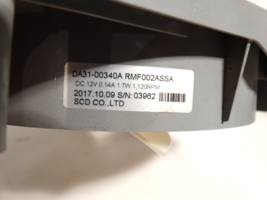 DA31-00340A RMF002ASSA
DC 12V 0.14A 1.7W 1,120RPM
2017.10.09 S/N: 03962
SCD CO.,LTD